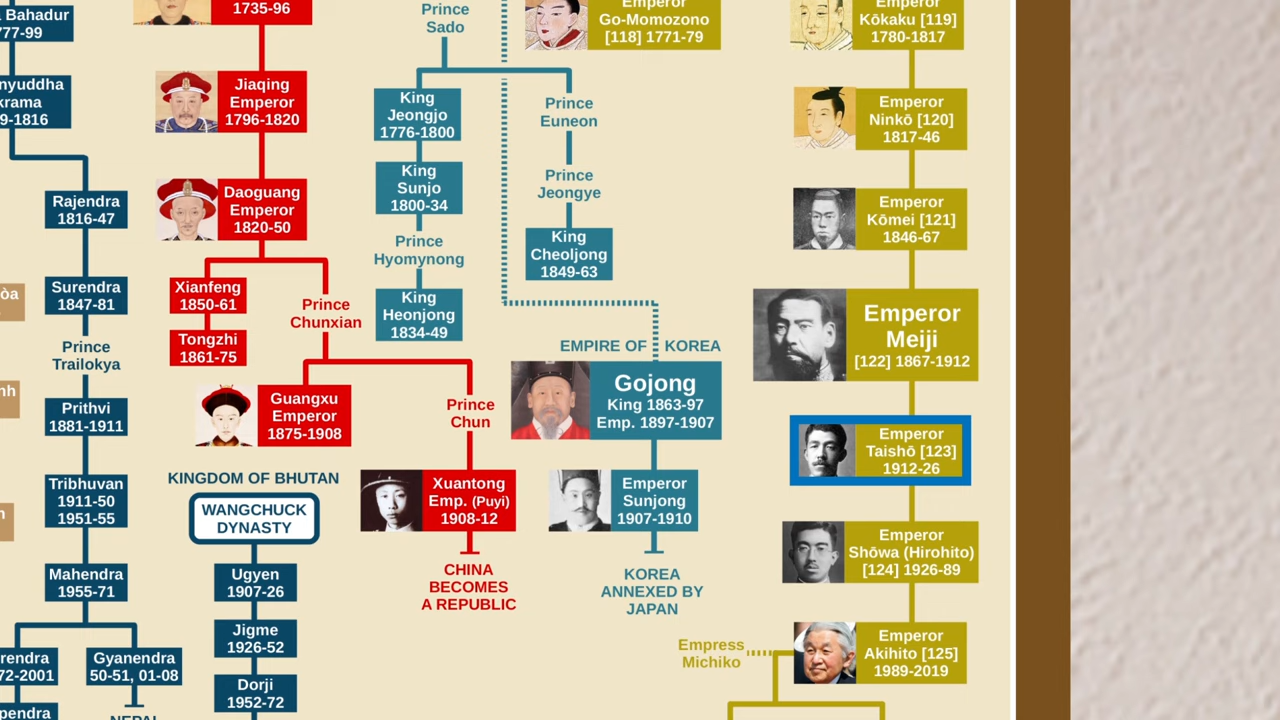 Bahadur
777-99
1735-96
Prince
Sado
Emperor
Go-Momozono
[118] 1771-79
Emperor
Kōkaku [119]
1780-1817
Jiaqing
Emperor
1796-1820
King
Jeongjo
1776-1800
Prince
Euneon
Emperor
Ninkō [120]
1817-46
nyuddha
krama
9-1816
Rajendra
1816-47
Daoguang
Emperor
1820-50
King
Sunjo
1800-34
Prince
Jeongye
Emperor
Kōmei [121]
1846-67
Prince
Hyomynong
King
Cheoljong
1849-63
òa
Surendra
1847-81
Xianfeng
1850-61
Prince
Chunxian
King
Heonjong
1834-49
Emperor
Meiji
[122] 1867-1912
Tongzhi
1861-75
Prince
Trailokya
EMPIRE OF KOREA
Gojong
King 1863-97
Emp. 1897-1907
nh
Prithvi
1881-1911
Guangxu
Emperor
1875-1908
Prince
Chun
Emperor
Taishō [123]
1912-26
KINGDOM OF BHUTAN
WANGCHUCK
DYNASTY
Tribhuvan
1911-50
1951-55
n
Xuantong
Emp. (Puyi)
1908-12
Emperor
Sunjong
1907-1910
Emperor
Shōwa (Hirohito)
[124] 1926-89
Mahendra
1955-71
Ugyen
1907-26
CHINA
BECOMES
A REPUBLIC
KOREA
ANNEXED BY
JAPAN
Jigme
1926-52
Empress
Michiko
Emperor
Akihito [125]
1989-2019
rendra
72-2001
Gyanendra
50-51, 01-08
Dorji
1952-72
pendra
NEPAL